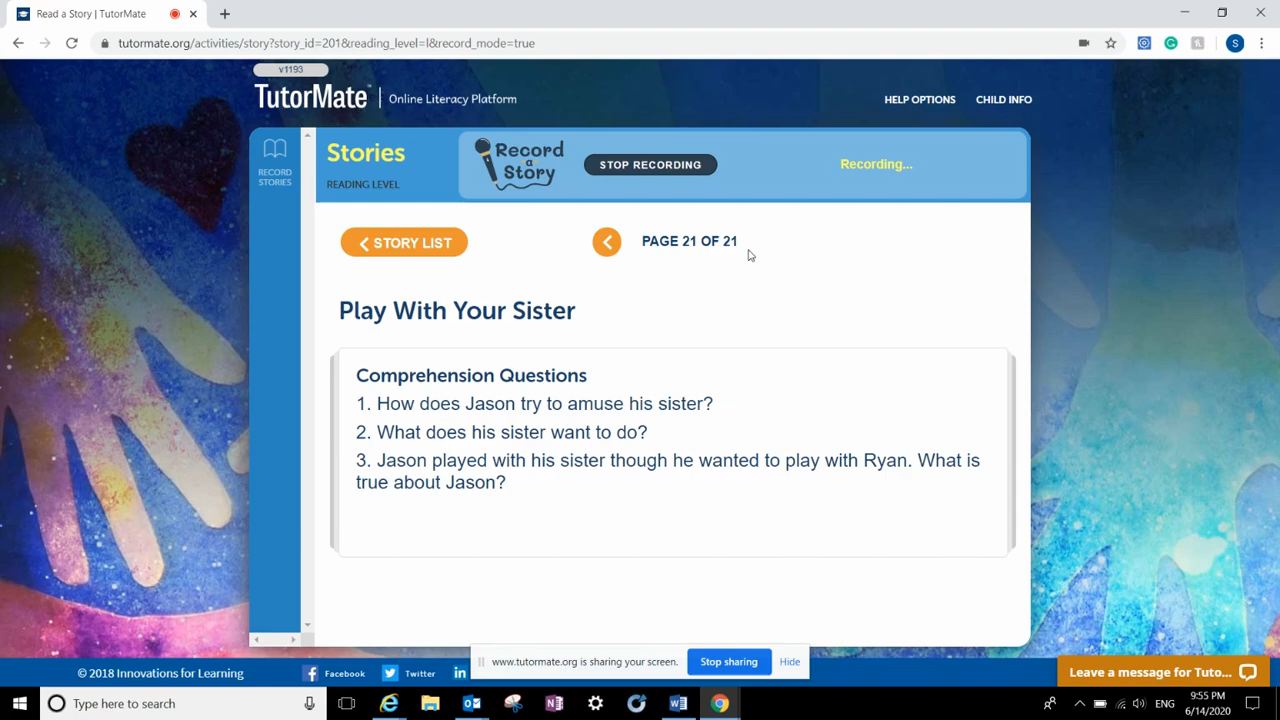 Read a Story | TutorMate
tutormate.org/activities/story?story_id=201&reading_level=l&record_mode=true
S
v1193
TutorMate | Online Literacy Platform
HELP OPTIONS
CHILD INFO
RECORD
STORIES
Stories
READING LEVEL
Record
a
Story
STOP RECORDING
Recording...
STORY LIST
PAGE 21 OF 21
Play With Your Sister
Comprehension Questions
1. How does Jason try to amuse his sister?
2. What does his sister want to do?
3. Jason played with his sister though he wanted to play with Ryan. What is
true about Jason?
www.tutormate.org is sharing your screen.
Stop sharing
Hide
© 2018 Innovations for Learning
Facebook
Twitter
Leave a message for Tuto...
Type here to search
ENG
9:55 PM
6/14/2020